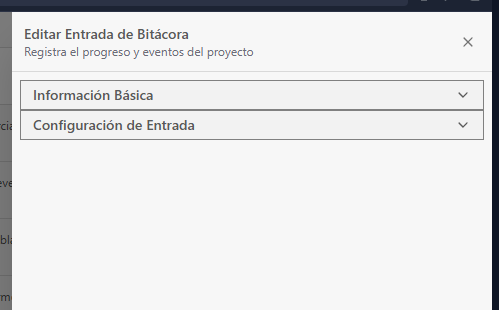 Editar Entrada de Bitácora
Registra el progreso y eventos del proyecto
Información Básica
Configuración de Entrada